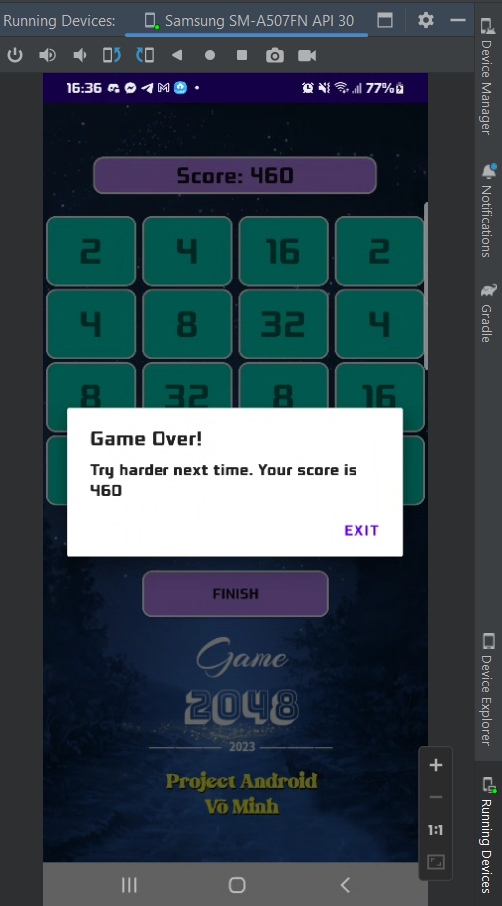 Running Devices: Samsung SM-A507FN API 30
16:36 77%
Score: 460
2 4 16 2
4 8 32 4
8 32 8 16
Game Over!
Try harder next time. Your score is
460
EXIT
FINISH
Game
2048
2023
Project Android
Võ Minh
1:1
Device Manager
Notifications
Gradle
Device Explorer
Running Devices